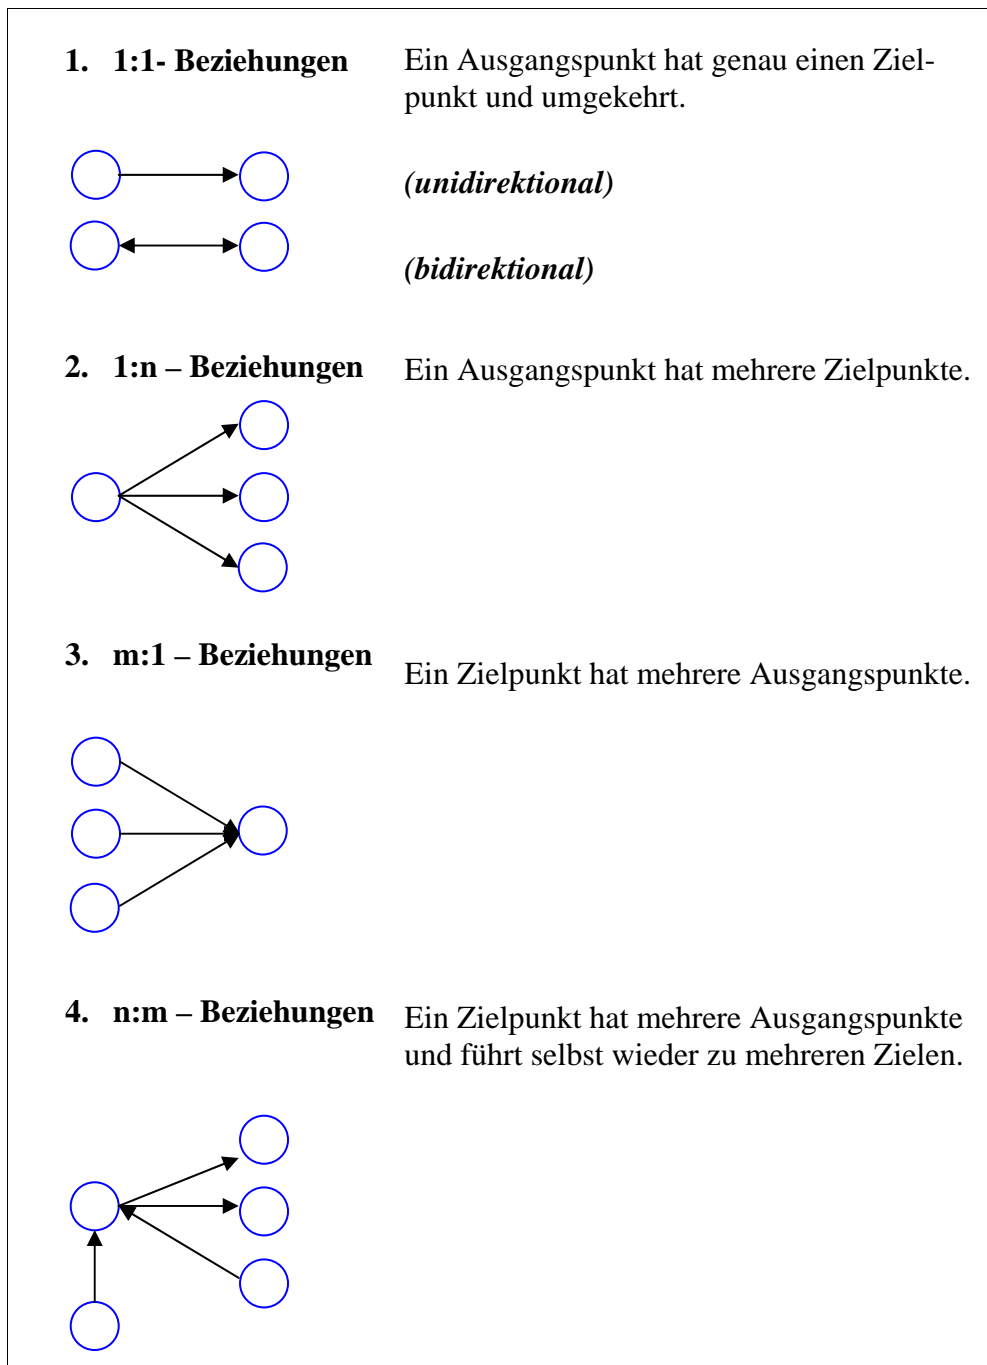 1. 1:1- Beziehungen
Ein Ausgangspunkt hat genau einen Ziel-
punkt und umgekehrt.
(unidirektional)
(bidirektional)
2. 1:n – Beziehungen
Ein Ausgangspunkt hat mehrere Zielpunkte.
3. m:1 – Beziehungen
Ein Zielpunkt hat mehrere Ausgangspunkte.
4. n:m – Beziehungen
Ein Zielpunkt hat mehrere Ausgangspunkte
und führt selbst wieder zu mehreren Zielen.